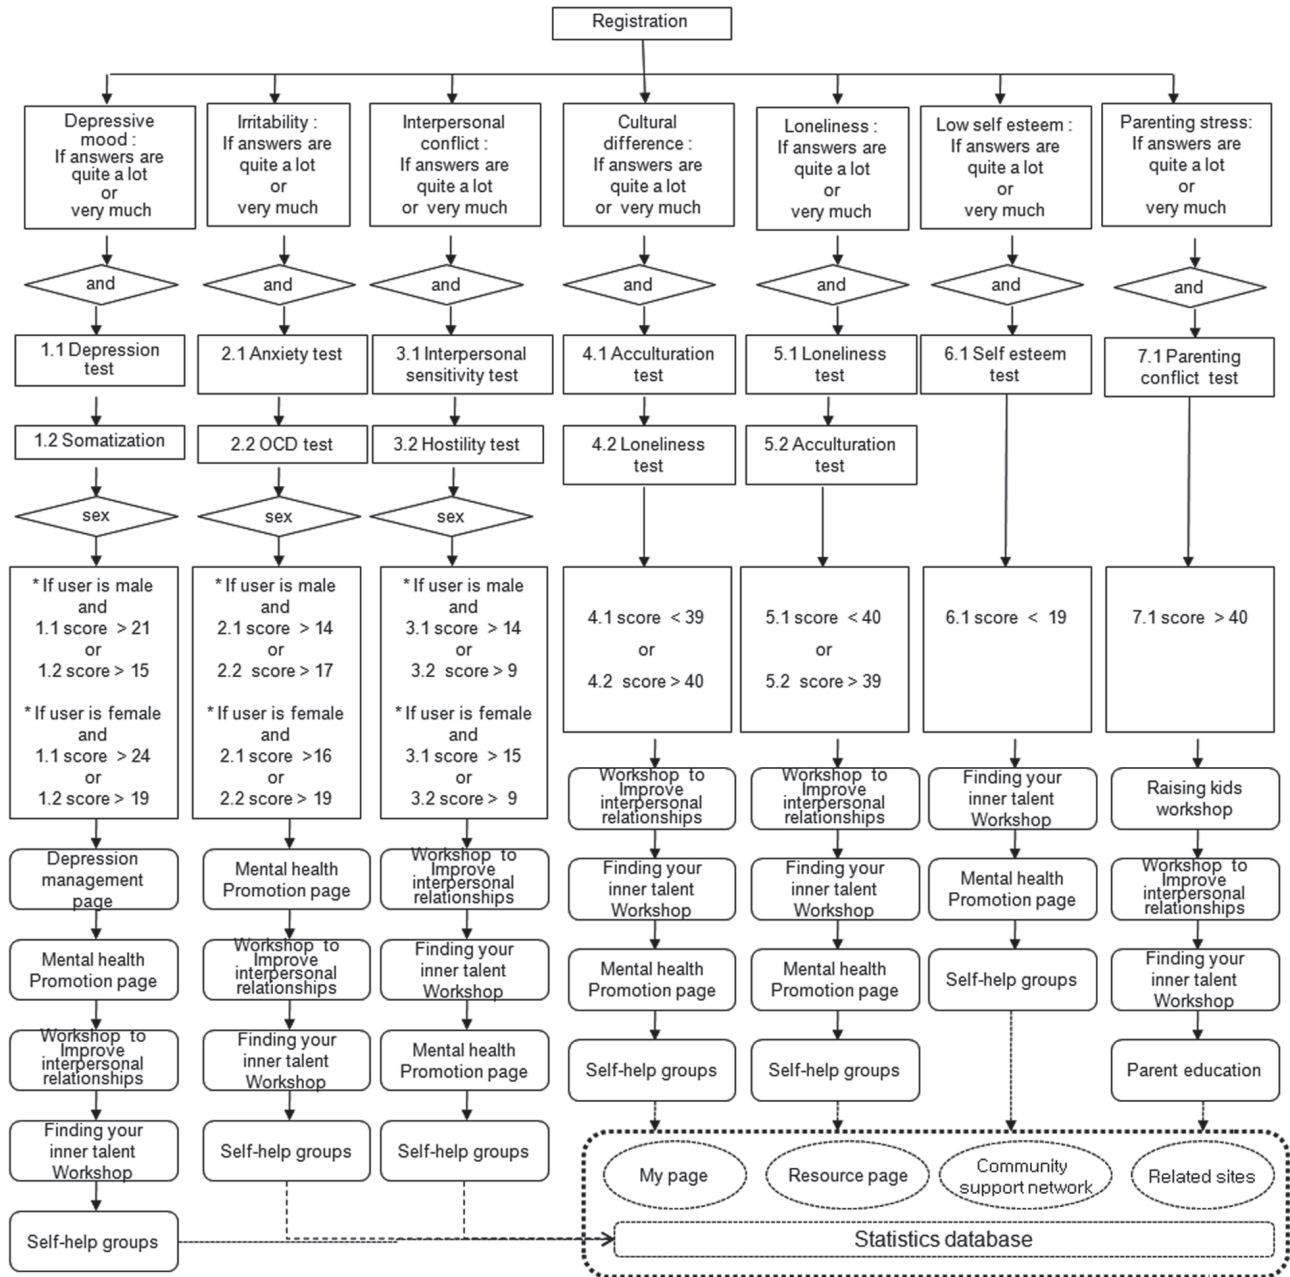 Registration
Depressive
mood :
If answers are
quite a lot
or
very much
Irritability :
If answers are
quite a lot
or
very much
Interpersonal
conflict :
If answers are
quite a lot
or very much
Cultural
difference :
If answers are
quite a lot
or very much
Loneliness :
If answers are
quite a lot
or
very much
Low self esteem :
If answers are
quite a lot
or
very much
Parenting stress:
If answers are
quite a lot
or
very much
and
and
and
and
and
and
and
1.1 Depression
test
2.1 Anxiety test
3.1 Interpersonal
sensitivity test
4.1 Acculturation
test
5.1 Loneliness
test
6.1 Self esteem
test
7.1 Parenting
conflict test
1.2 Somatization
2.2 OCD test
3.2 Hostility test
4.2 Loneliness
test
5.2 Acculturation
test
sex
sex
sex
* If user is male
and
1.1 score > 21
or
1.2 score > 15
* If user is female
and
1.1 score > 24
or
1.2 score > 19
* If user is male
and
2.1 score > 14
or
2.2 score > 17
* If user is female
and
2.1 score >16
or
2.2 score > 19
* If user is male
and
3.1 score > 14
or
3.2 score > 9
* If user is female
and
3.1 score > 15
or
3.2 score > 9
4.1 score < 39
or
4.2 score > 40
5.1 score < 40
or
5.2 score > 39
6.1 score < 19
7.1 score > 40
Depression
management
page
Mental health
Promotion page
Workshop to
Improve
interpersonal
relationships
Finding your
inner talent
Workshop
Self-help groups
Mental health
Promotion page
Workshop to
Improve
interpersonal
relationships
Finding your
inner talent
Workshop
Self-help groups
Workshop to
Improve
interpersonal
relationships
Finding your
inner talent
Workshop
Mental health
Promotion page
Self-help groups
Workshop to
Improve
interpersonal
relationships
Finding your
inner talent
Workshop
Mental health
Promotion page
Self-help groups
Workshop to
Improve
interpersonal
relationships
Finding your
inner talent
Workshop
Mental health
Promotion page
Self-help groups
Finding your
inner talent
Workshop
Mental health
Promotion page
Self-help groups
Raising kids
workshop
Workshop to
Improve
interpersonal
relationships
Finding your
inner talent
Workshop
Parent education
My page
Resource page
Community
support network
Related sites
Statistics database